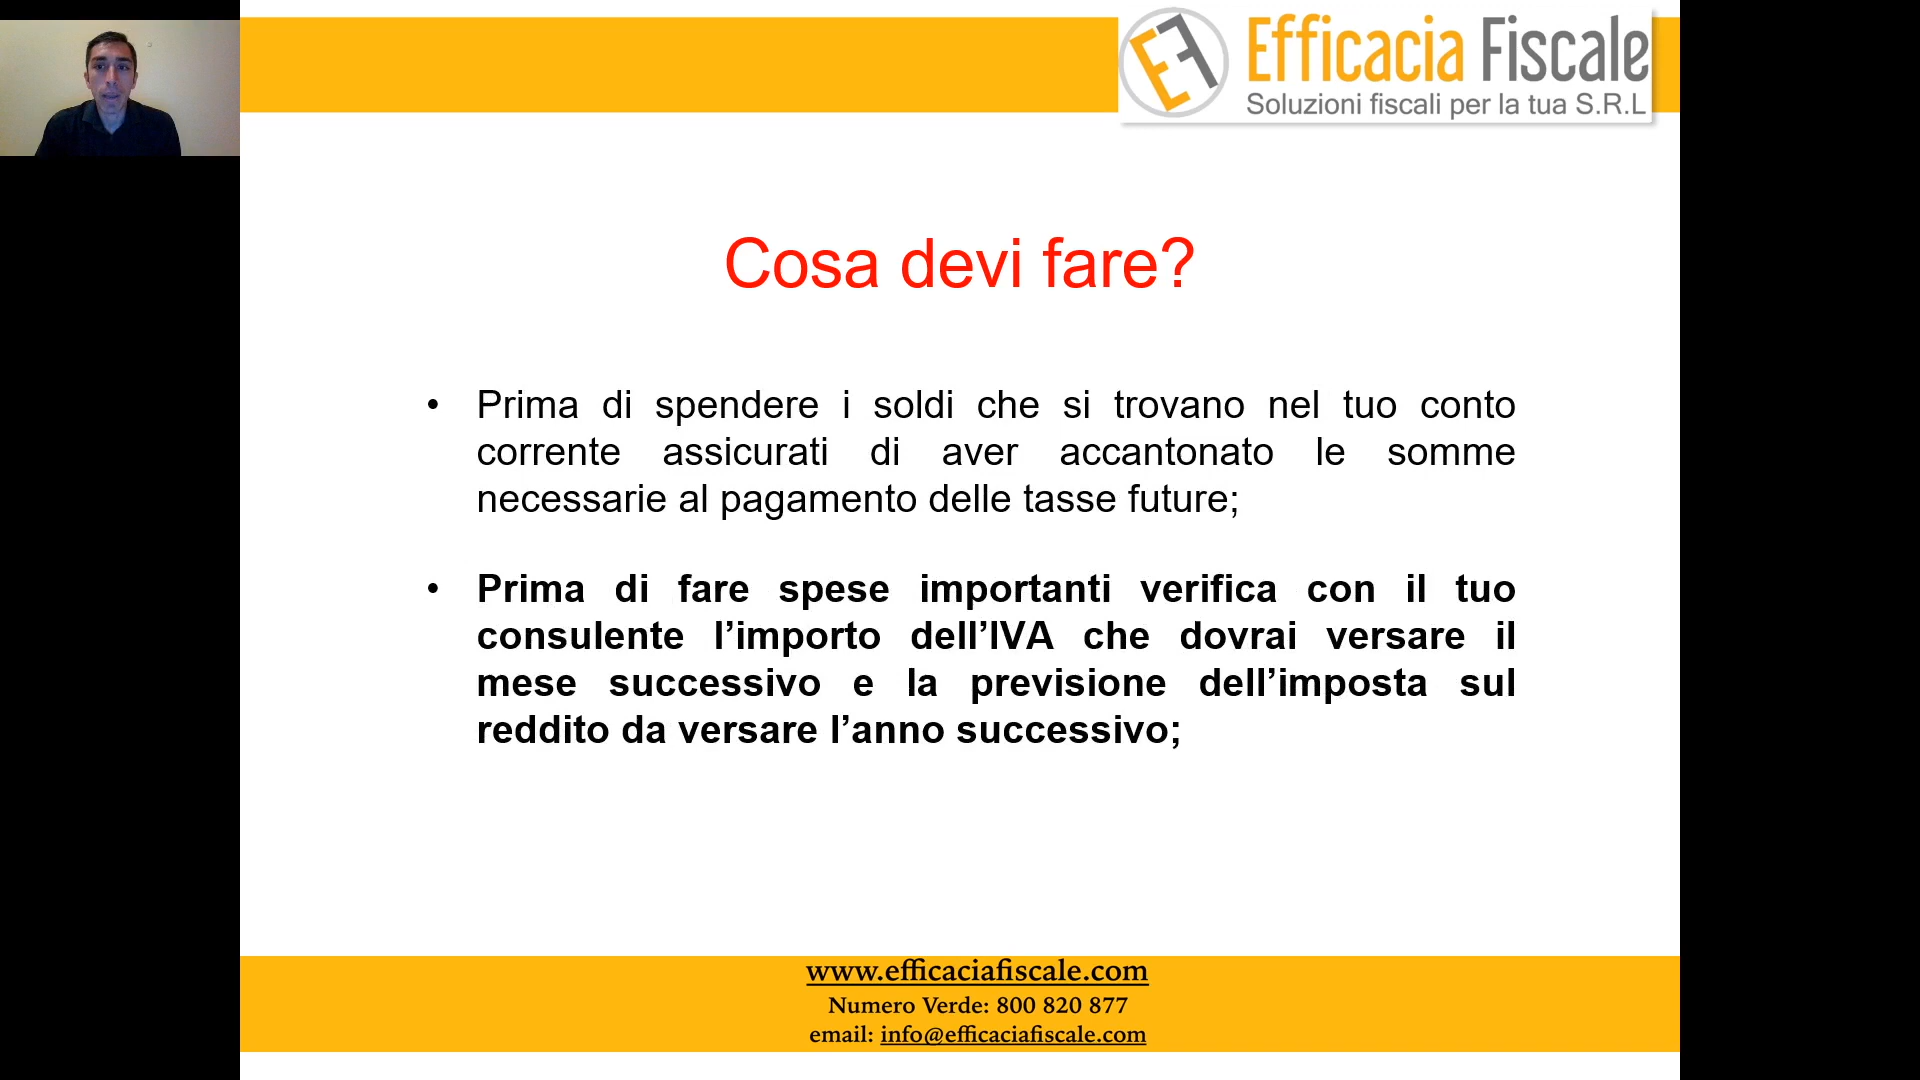 Efficacia Fiscale
Soluzioni fiscali per la tua S.R.L
Cosa devi fare?
• Prima di spendere i soldi che si trovano nel tuo conto
corrente assicurati di aver accantonato le somme
necessarie al pagamento delle tasse future;
• Prima di fare spese importanti verifica con il tuo
consulente l’importo dell’IVA che dovrai versare il
mese successivo e la previsione dell’imposta sul
reddito da versare l’anno successivo;
www.efficaciafiscale.com
Numero Verde: 800 820 877
email: info@efficaciafiscale.com